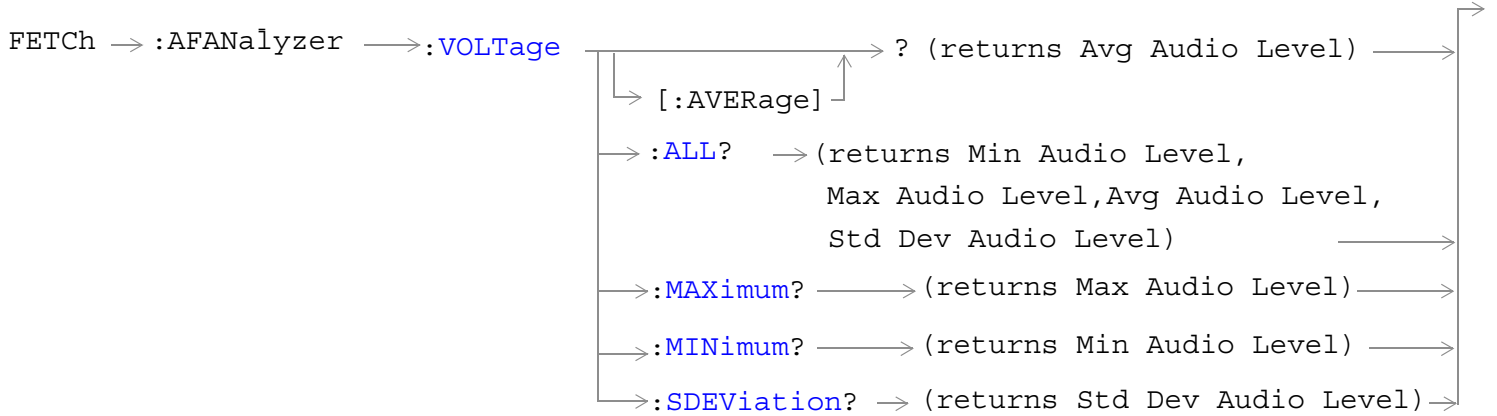 FETCh :AFANalyzer :VOLTage ? (returns Avg Audio Level)
[:AVERage]
:ALL? (returns Min Audio Level,
Max Audio Level,Avg Audio Level,
Std Dev Audio Level)
:MAXimum? (returns Max Audio Level)
:MINimum? (returns Min Audio Level)
:SDEViation? (returns Std Dev Audio Level)